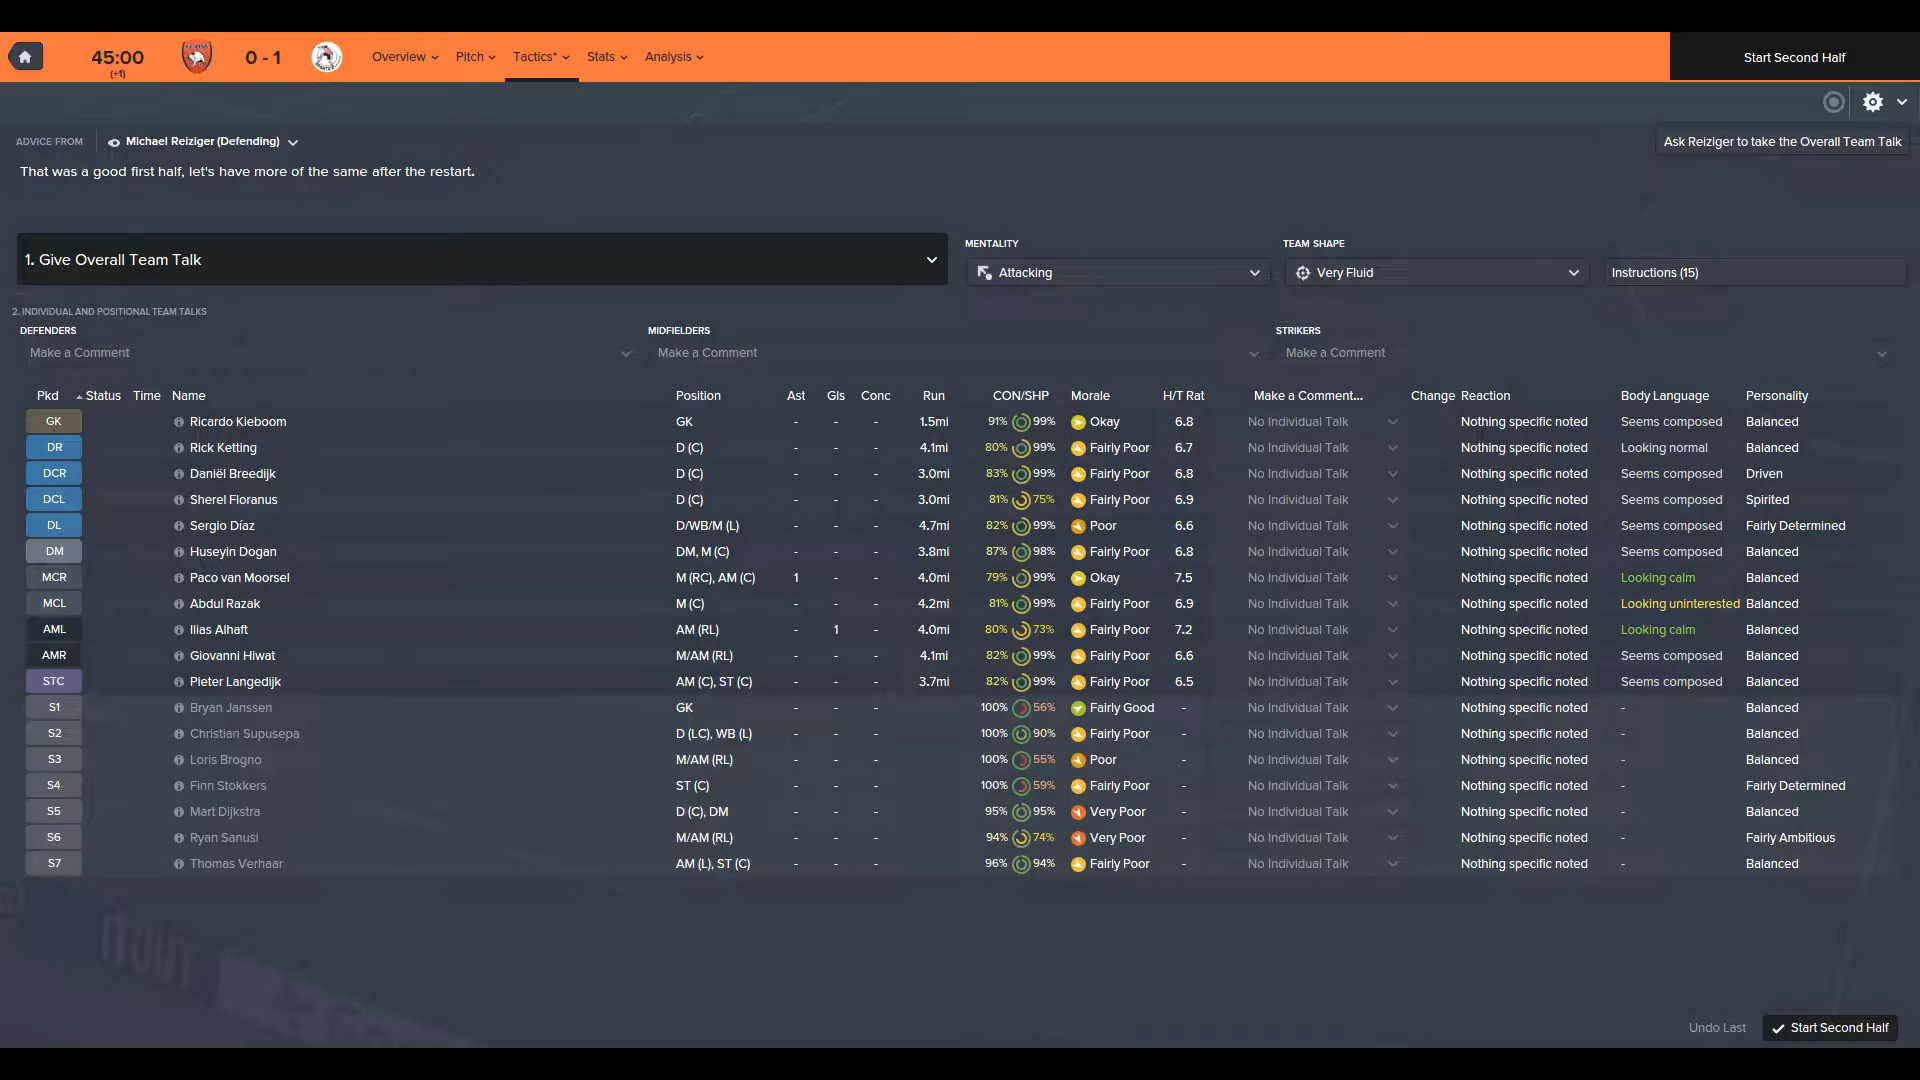 45:00
(+1)
0 - 1
Overview
Pitch
Tactics*
Stats
Analysis
Start Second Half
ADVICE FROM
Michael Reiziger (Defending)
Ask Reiziger to take the Overall Team Talk
That was a good first half, let's have more of the same after the restart.
1. Give Overall Team Talk
MENTALITY
Attacking
TEAM SHAPE
Very Fluid
Instructions (15)
2. INDIVIDUAL AND POSITIONAL TEAM TALKS
DEFENDERS
Make a Comment
MIDFIELDERS
Make a Comment
STRIKERS
Make a Comment
Pkd Status Time Name Position Ast Gls Conc Run CON/SHP Morale H/T Rat Make a Comment... Change Reaction Body Language Personality
GK Ricardo Kieboom GK - - - 1.5mi 91% 99% Okay 6.8 No Individual Talk Nothing specific noted Seems composed Balanced
DR Rick Ketting D (C) - - - 4.1mi 80% 99% Fairly Poor 6.7 No Individual Talk Nothing specific noted Looking normal Balanced
DCR Daniël Breedijk D (C) - - - 3.0mi 83% 99% Fairly Poor 6.8 No Individual Talk Nothing specific noted Seems composed Driven
DCL Sherel Floranus D (C) - - - 3.0mi 81% 75% Fairly Poor 6.9 No Individual Talk Nothing specific noted Seems composed Spirited
DL Sergio Díaz D/WB/M (L) - - - 4.7mi 82% 99% Poor 6.6 No Individual Talk Nothing specific noted Seems composed Fairly Determined
DM Huseyin Dogan DM, M (C) - - - 3.8mi 87% 98% Fairly Poor 6.8 No Individual Talk Nothing specific noted Seems composed Balanced
MCR Paco van Moorsel M (RC), AM (C) 1 - - 4.0mi 79% 99% Okay 7.5 No Individual Talk Nothing specific noted Looking calm Balanced
MCL Abdul Razak M (C) - - - 4.2mi 81% 99% Fairly Poor 6.9 No Individual Talk Nothing specific noted Looking uninterested Balanced
AML Ilias Alhaft AM (RL) - 1 - 4.0mi 80% 73% Fairly Poor 7.2 No Individual Talk Nothing specific noted Looking calm Balanced
AMR Giovanni Hiwat M/AM (RL) - - - 4.1mi 82% 99% Fairly Poor 6.6 No Individual Talk Nothing specific noted Seems composed Balanced
STC Pieter Langedijk AM (C), ST (C) - - - 3.7mi 82% 99% Fairly Poor 6.5 No Individual Talk Nothing specific noted Seems composed Balanced
S1 Bryan Janssen GK - - - 100% 56% Fairly Good - No Individual Talk Nothing specific noted - Balanced
S2 Christian Supusepa D (LC), WB (L) - - - 100% 90% Fairly Poor - No Individual Talk Nothing specific noted - Balanced
S3 Loris Brogno M/AM (RL) - - - 100% 55% Poor - No Individual Talk Nothing specific noted - Balanced
S4 Finn Stokkers ST (C) - - - 100% 59% Fairly Poor - No Individual Talk Nothing specific noted - Fairly Determined
S5 Mart Dijkstra D (C), DM - - - 95% 95% Very Poor - No Individual Talk Nothing specific noted - Balanced
S6 Ryan Sanusi M/AM (RL) - - - 94% 74% Very Poor - No Individual Talk Nothing specific noted - Fairly Ambitious
S7 Thomas Verhaar AM (L), ST (C) - - - 96% 94% Fairly Poor - No Individual Talk Nothing specific noted - Balanced
Undo Last
Start Second Half